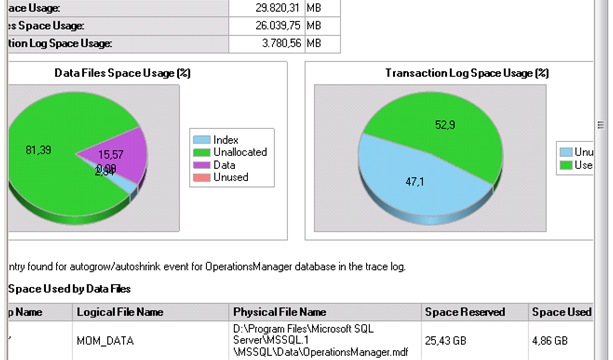 ace Usage: 29.820,31 MB
es Space Usage: 26.039,75 MB
tion Log Space Usage: 3.780,56 MB
Data Files Space Usage (%)
Transaction Log Space Usage (%)
81,39
15,57
Index
Unallocated
Data
Unused
52,9
47,1
Unu
Use
ntry found for autogrow/autoshrink event for OperationsManager database in the trace log.
Space Used by Data Files
p Name Logical File Name Physical File Name Space Reserved Space Used
MOM_DATA
D:\Program Files\Microsoft SQL
Server\MSSQL.1
\MSSQL\Data\OperationsManager.mdf
25,43 GB 4,86 GB